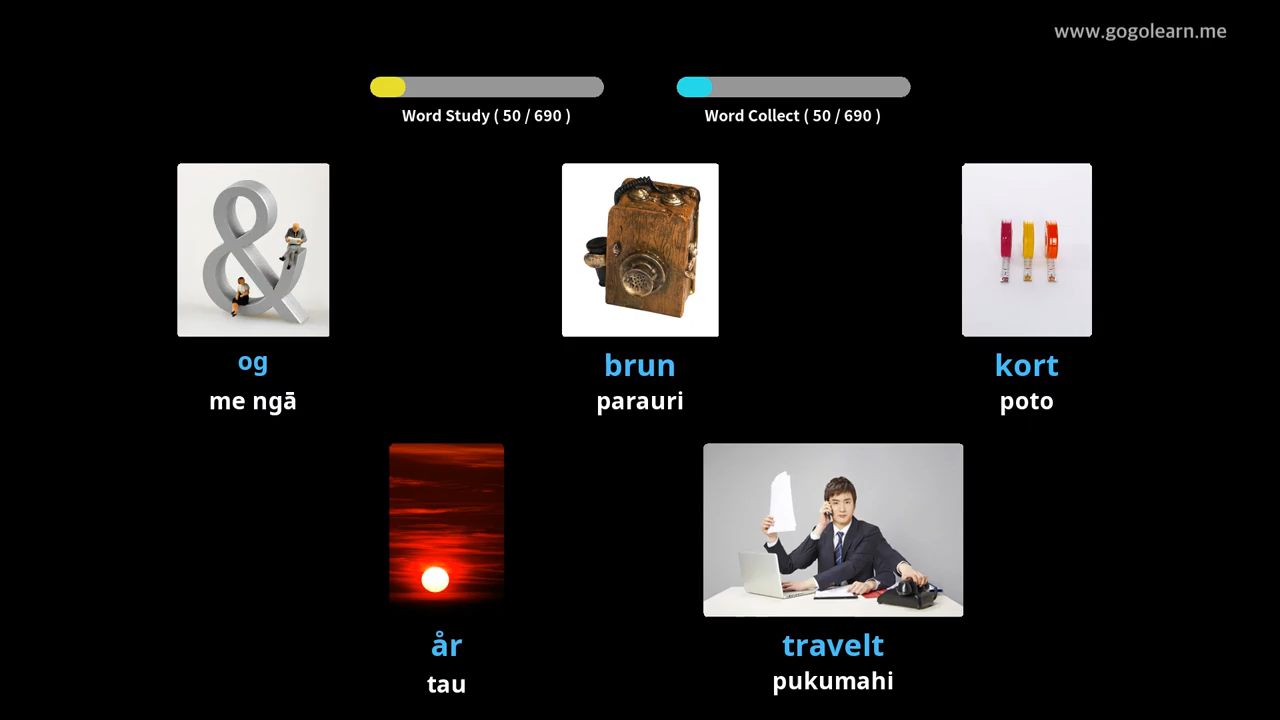 www.gogolearn.me
Word Study ( 50 / 690 )
Word Collect ( 50 / 690 )
og
me ngā
brun
parauri
kort
poto
år
tau
travelt
pukumahi